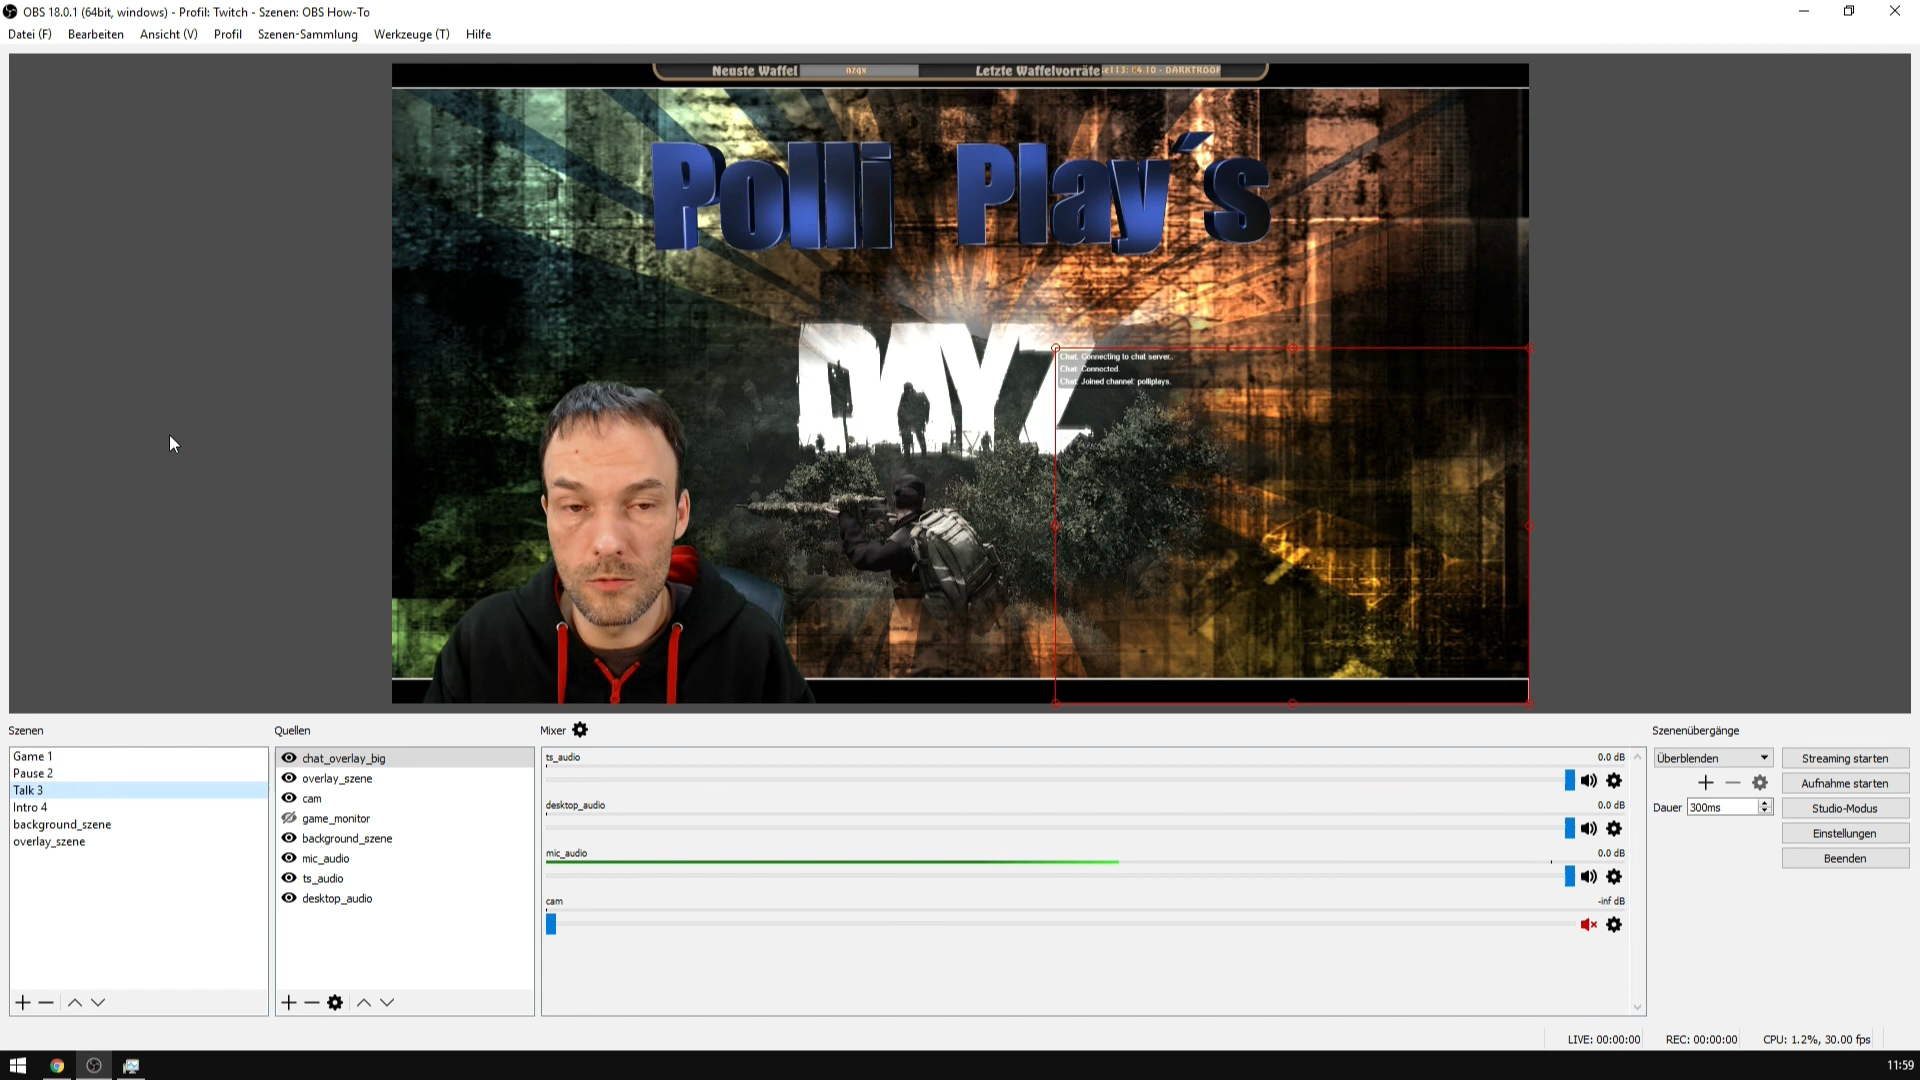 OBS 18.0.1 (64bit, windows) - Profil: Twitch - Szenen: OBS How-To
Datei (F) Bearbeiten Ansicht (V) Profil Szenen-Sammlung Werkzeuge (T) Hilfe
Neuste Waffel nzgx Letzte Waffelvorräte €4.10 - DARKTROOP
Polli Play´s
DAYZ
Chat: Connecting to chat server..
Chat: Connected.
Chat: Joined channel: polliplays.
Szenen
Game 1
Pause 2
Talk 3
Intro 4
background_szene
overlay_szene
Quellen
chat_overlay_big
overlay_szene
cam
game_monitor
background_szene
mic_audio
ts_audio
desktop_audio
Mixer
ts_audio 0.0 dB
desktop_audio 0.0 dB
mic_audio 0.0 dB
cam -inf dB
Szenenübergänge
Überblenden
Dauer 300ms
Streaming starten
Aufnahme starten
Studio-Modus
Einstellungen
Beenden
LIVE: 00:00:00 REC: 00:00:00 CPU: 1.2%, 30.00 fps
11:59